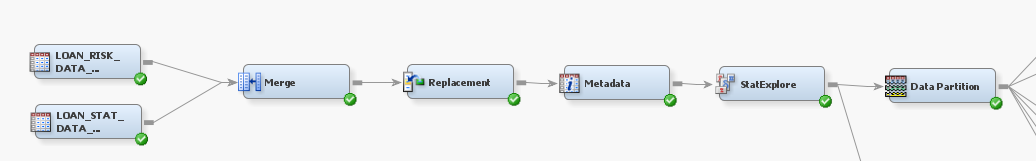 LOAN_RISK_
DATA_...
LOAN_STAT_
DATA_...
Merge
Replacement
Metadata
StatExplore
Data Partition